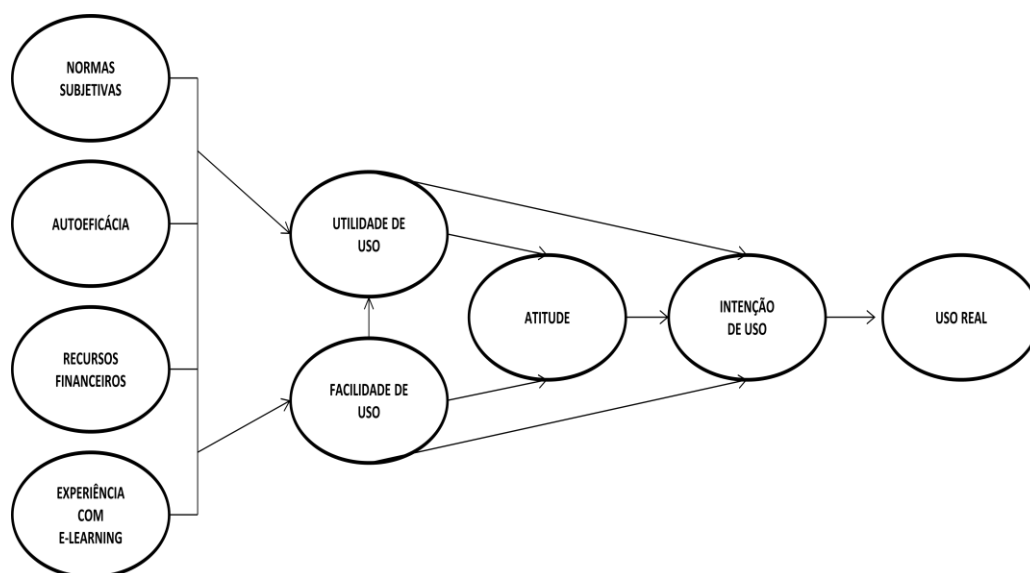 NORMAS
SUBJETIVAS
AUTOEFICÁCIA
RECURSOS
FINANCEIROS
EXPERIÊNCIA
COM
E-LEARNING
UTILIDADE DE
USO
FACILIDADE DE
USO
ATITUDE
INTENÇÃO
DE USO
USO REAL